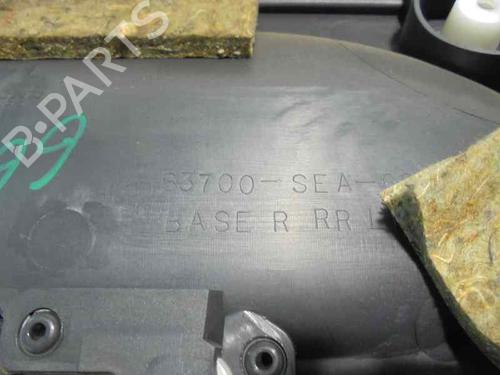 B-PARTS
83700-SEA-
BASE R RR L